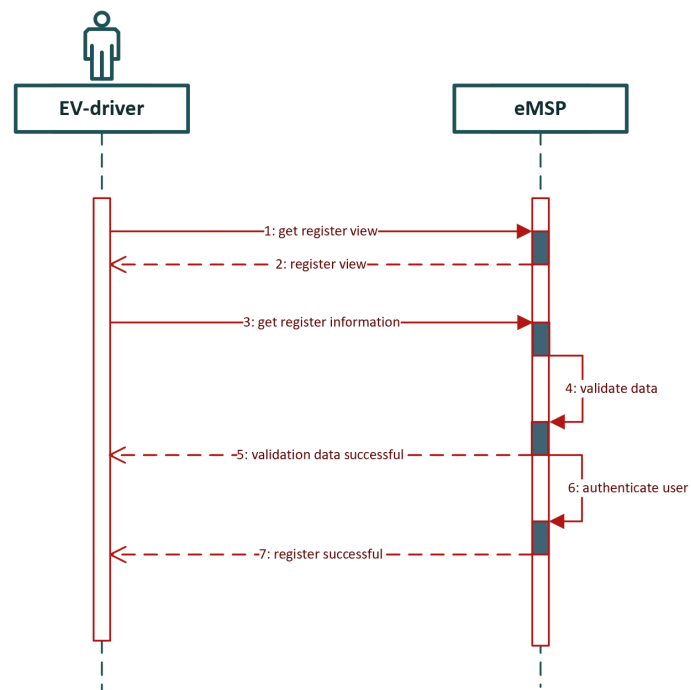 EV-driver
eMSP
1: get register view
2: register view
3: get register information
4: validate data
5: validation data successful
6: authenticate user
7: register successful